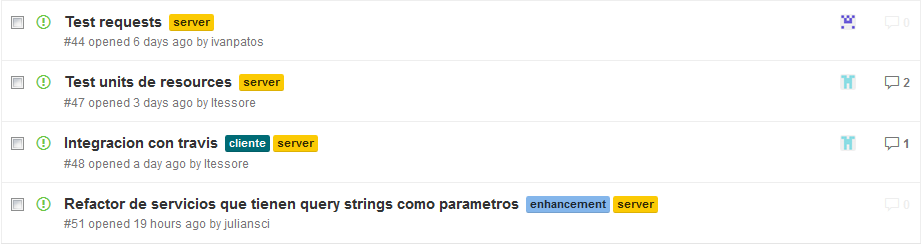 Test requests server 0
#44 opened 6 days ago by ivanpatos
Test units de resources server 2
#47 opened 3 days ago by ltessore
Integracion con travis cliente server 1
#48 opened a day ago by ltessore
Refactor de servicios que tienen query strings como parametros enhancement server 0
#51 opened 19 hours ago by juliansci